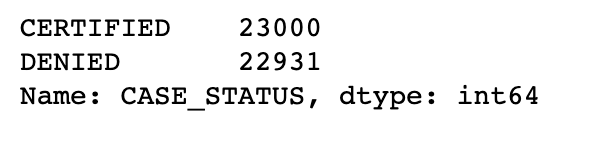 CERTIFIED    23000
DENIED       22931
Name: CASE_STATUS, dtype: int64